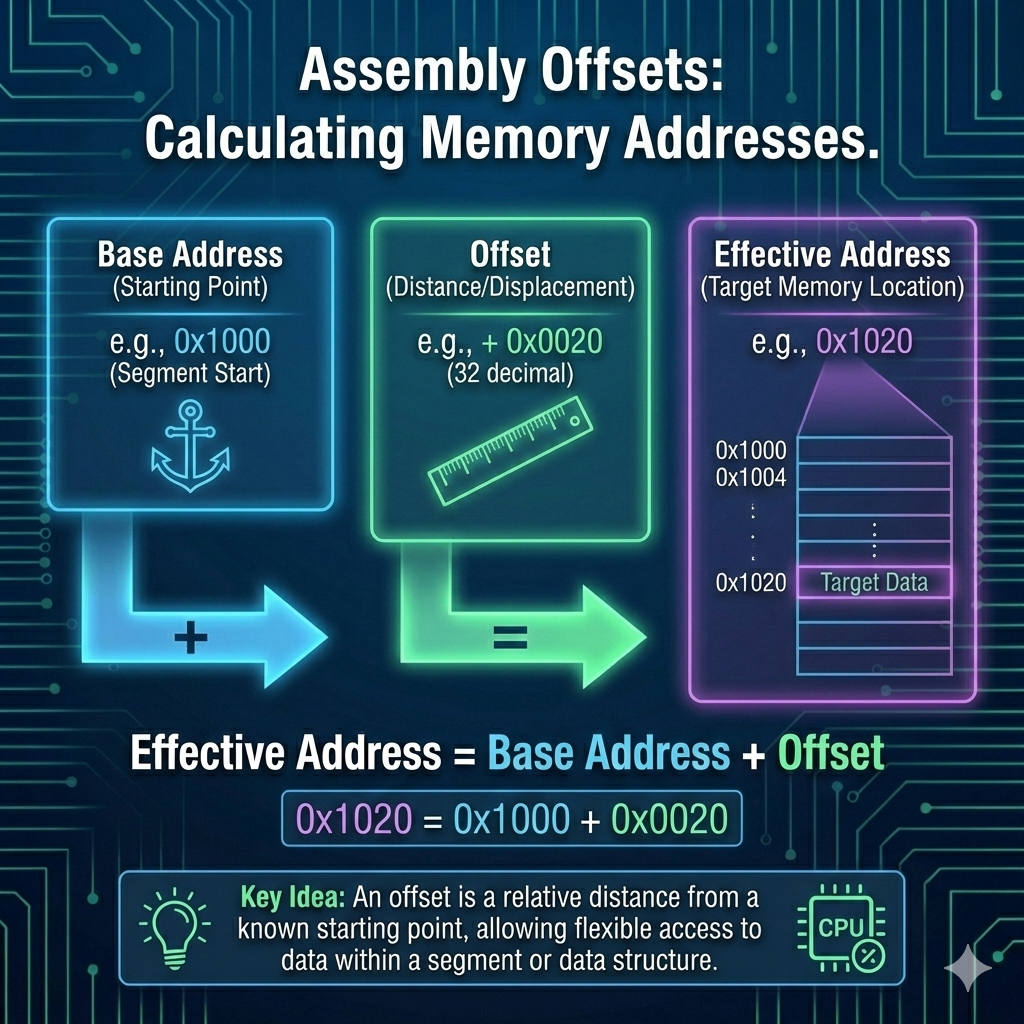 Assembly Offsets:
Calculating Memory Addresses.
Base Address
(Starting Point)
e.g., 0x1000
(Segment Start)
+
Offset
(Distance/Displacement)
e.g., + 0x0020
(32 decimal)
=
Effective Address
(Target Memory Location)
e.g., 0x1020
0x1000
0x1004
0x1020
Target Data
Effective Address = Base Address + Offset
0x1020 = 0x1000 + 0x0020
Key Idea: An offset is a relative distance from a
known starting point, allowing flexible access to
data within a segment or data structure.
CPU
%